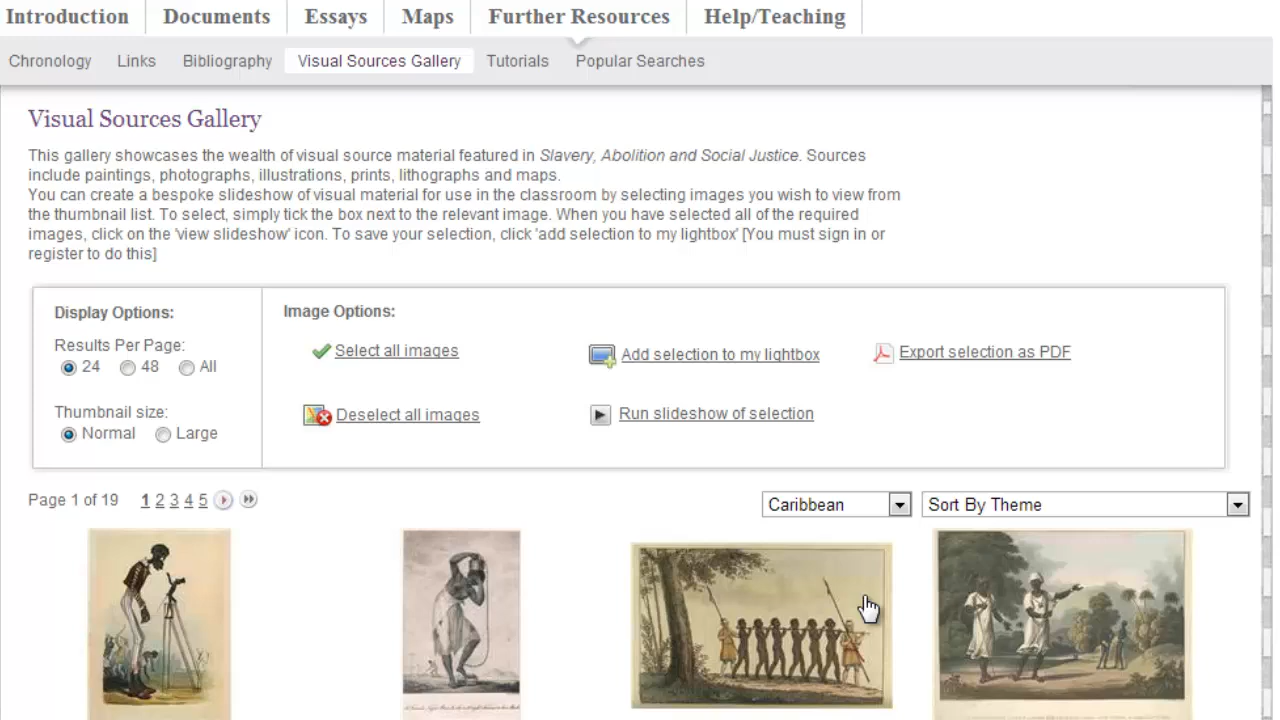 Introduction Documents Essays Maps Further Resources Help/Teaching
Chronology Links Bibliography Visual Sources Gallery Tutorials Popular Searches
Visual Sources Gallery
This gallery showcases the wealth of visual source material featured in Slavery, Abolition and Social Justice. Sources
include paintings, photographs, illustrations, prints, lithographs and maps.
You can create a bespoke slideshow of visual material for use in the classroom by selecting images you wish to view from
the thumbnail list. To select, simply tick the box next to the relevant image. When you have selected all of the required
images, click on the 'view slideshow' icon. To save your selection, click 'add selection to my lightbox' [You must sign in or
register to do this]
Display Options:
Results Per Page:
24 48 All
Thumbnail size:
Normal Large
Image Options:
Select all images Add selection to my lightbox Export selection as PDF
Deselect all images Run slideshow of selection
Page 1 of 19 1 2 3 4 5
Caribbean Sort By Theme